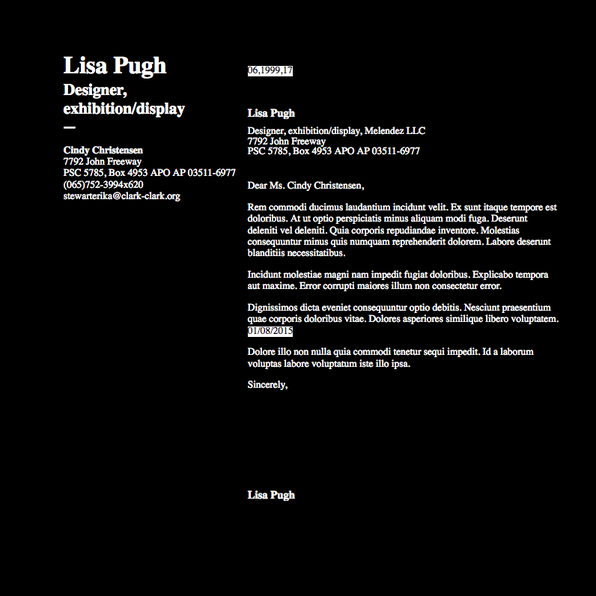 Lisa Pugh
Designer,
exhibition/display
—
Cindy Christensen
7792 John Freeway
PSC 5785, Box 4953 APO AP 03511-6977
(065)752-3994x620
stewarterika@clark-clark.org
06,1999,17
Lisa Pugh
Designer, exhibition/display, Melendez LLC
7792 John Freeway
PSC 5785, Box 4953 APO AP 03511-6977
Dear Ms. Cindy Christensen,
Rem commodi ducimus laudantium incidunt velit. Ex sunt itaque tempore est
doloribus. At ut optio perspiciatis minus aliquam modi fuga. Deserunt
deleniti vel deleniti. Quia corporis repudiandae inventore. Molestias
consequuntur minus quis numquam reprehenderit dolorem. Labore deserunt
blanditiis necessitatibus.
Incidunt molestiae magni nam impedit fugiat doloribus. Explicabo tempora
aut maxime. Error corrupti maiores illum non consectetur error.
Dignissimos dicta eveniet consequuntur optio debitis. Nesciunt praesentium
quae corporis doloribus vitae. Dolores asperiores similique libero voluptatem.
01/08/2015
Dolore illo non nulla quia commodi tenetur sequi impedit. Id a laborum
voluptas labore voluptatum iste illo ipsa.
Sincerely,
Lisa Pugh